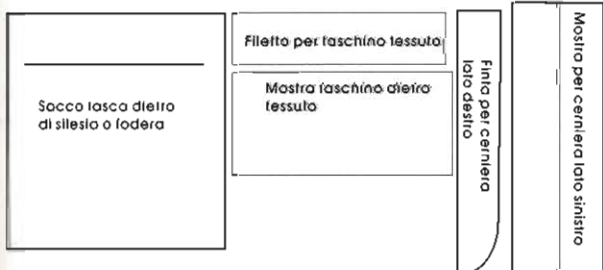 Sacco tasca dietro
di silesia o fodera
Filetto per taschino tessuto
Mostra taschino dietro
tessuto
Finta per cerniera
lato destro
Mostra per cerniera lato sinistro